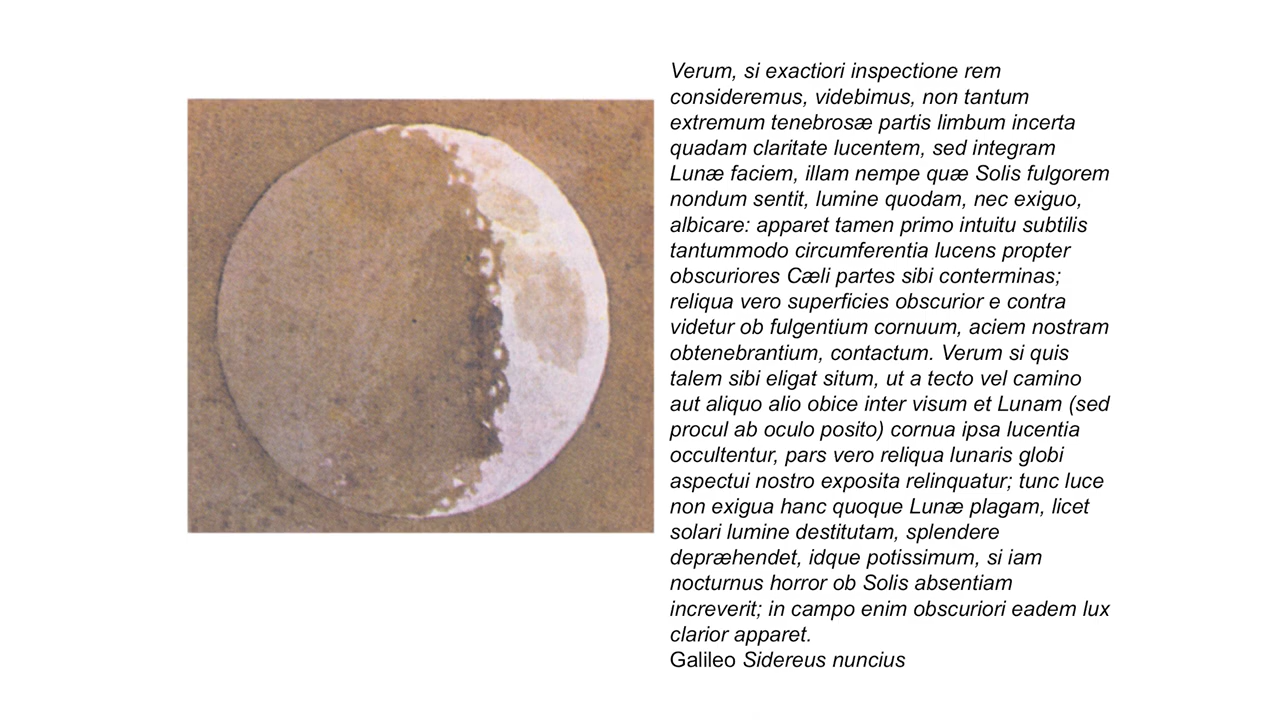 Verum, si exactiori inspectione rem
consideremus, videbimus, non tantum
extremum tenebrosæ partis limbum incerta
quadam claritate lucentem, sed integram
Lunæ faciem, illam nempe quæ Solis fulgorem
nondum sentit, lumine quodam, nec exiguo,
albicare: apparet tamen primo intuitu subtilis
tantummodo circumferentia lucens propter
obscuriores Cæli partes sibi conterminas;
reliqua vero superficies obscurior e contra
videtur ob fulgentium cornuum, aciem nostram
obtenebrantium, contactum. Verum si quis
talem sibi eligat situm, ut a tecto vel camino
aut aliquo alio obice inter visum et Lunam (sed
procul ab oculo posito) cornua ipsa lucentia
occultentur, pars vero reliqua lunaris globi
aspectui nostro exposita relinquatur; tunc luce
non exigua hanc quoque Lunæ plagam, licet
solari lumine destitutam, splendere
depræhendet, idque potissimum, si iam
nocturnus horror ob Solis absentiam
increverit; in campo enim obscuriori eadem lux
clarior apparet.
Galileo Sidereus nuncius